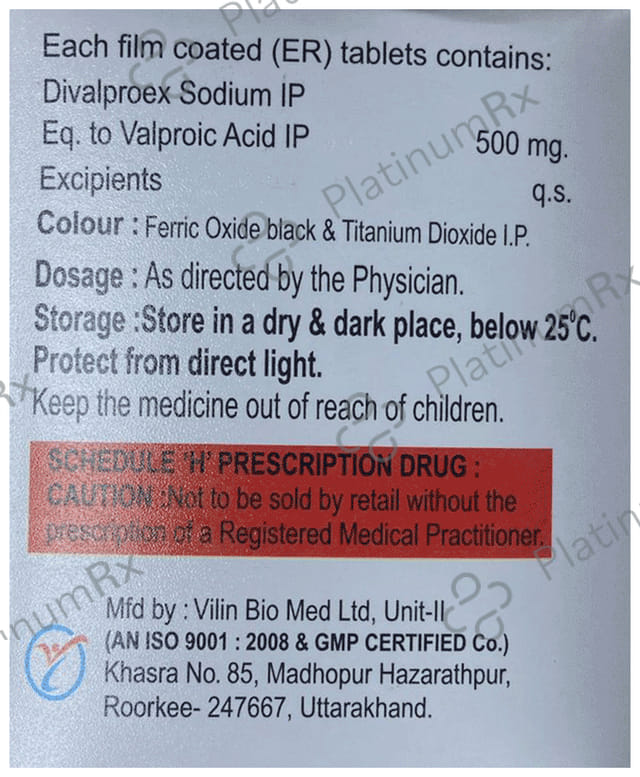 Each film coated (ER) tablets contains:
Divalproex Sodium IP
Eq. to Valproic Acid IP 500 mg.
Excipients q.s.
Colour : Ferric Oxide black & Titanium Dioxide I.P.
Dosage : As directed by the Physician.
Storage :Store in a dry & dark place, below 25°C.
Protect from direct light.
Keep the medicine out of reach of children.
SCHEDULE 'H' PRESCRIPTION DRUG :
CAUTION :Not to be sold by retail without the
prescription of a Registered Medical Practitioner.
Mfd by : Vilin Bio Med Ltd, Unit-II
(AN ISO 9001 : 2008 & GMP CERTIFIED Co.)
Khasra No. 85, Madhopur Hazarathpur,
Roorkee- 247667, Uttarakhand.
PlatinumRx
PlatinumRx
PlatinumRx
PlatinumRx